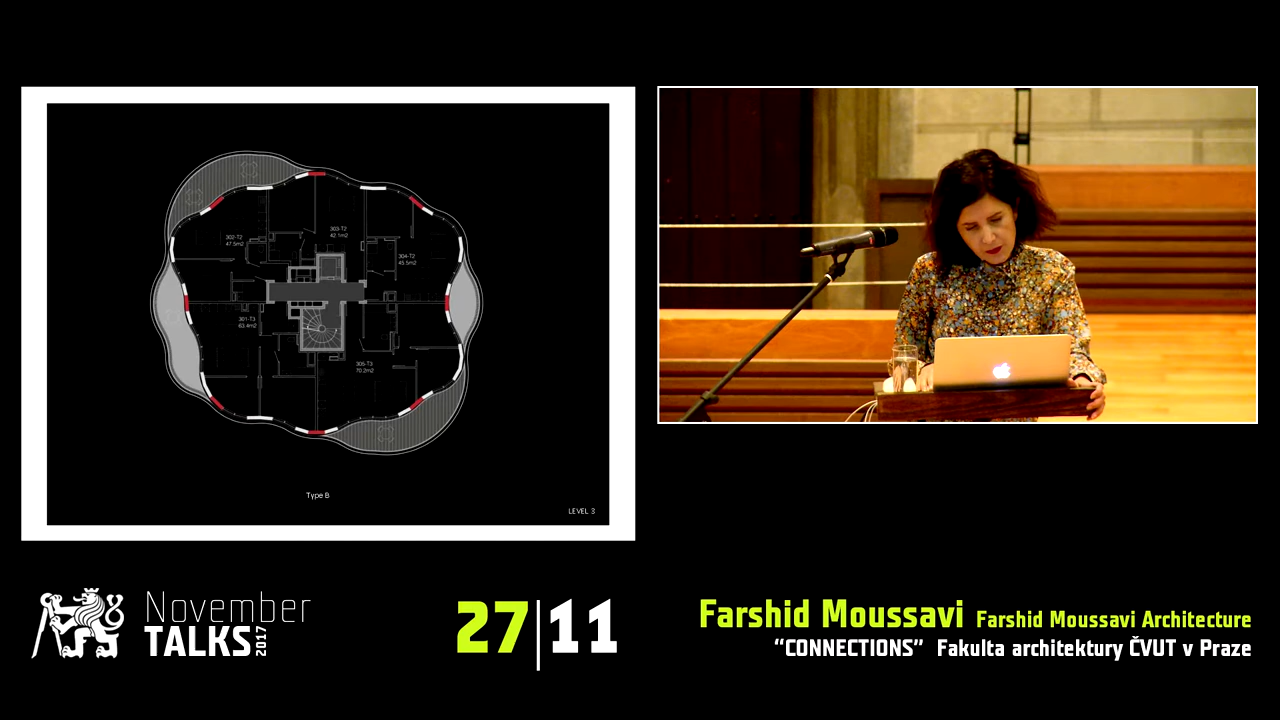 302-T2
47.5m2
303-T2
42.1m2
304-T2
45.5m2
301-T3
63.4m2
305-T3
70.2m2
Type B
LEVEL 3
November
TALKS 2017
27|11
Farshid Moussavi Farshid Moussavi Architecture
“CONNECTIONS” Fakulta architektury ČVUT v Praze